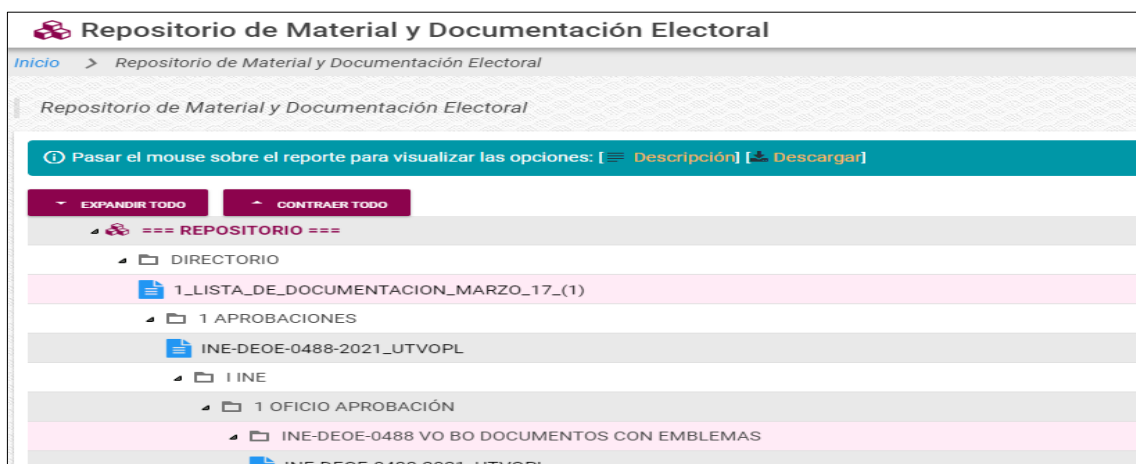 Repositorio de Material y Documentación Electoral
Inicio > Repositorio de Material y Documentación Electoral
Repositorio de Material y Documentación Electoral
Pasar el mouse sobre el reporte para visualizar las opciones: [ Descripción] [ Descargar]
EXPANDIR TODO CONTRAER TODO
=== REPOSITORIO ===
DIRECTORIO
1_LISTA_DE_DOCUMENTACION_MARZO_17_(1)
1 APROBACIONES
INE-DEOE-0488-2021_UTVOPL
I INE
1 OFICIO APROBACIÓN
INE-DEOE-0488 VO BO DOCUMENTOS CON EMBLEMAS